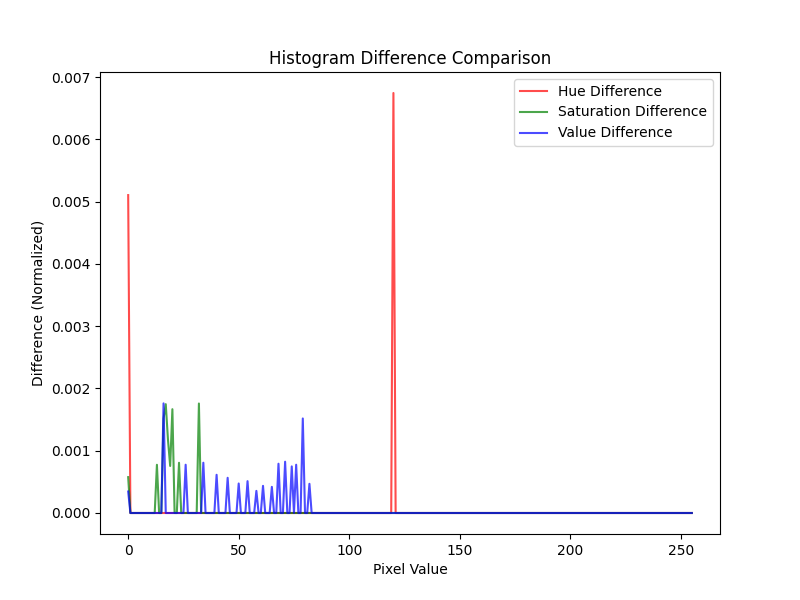 Histogram Difference Comparison
Hue Difference
Saturation Difference
Value Difference
Difference (Normalized)
0.007
0.006
0.005
0.004
0.003
0.002
0.001
0.000
0 50 100 150 200 250
Pixel Value